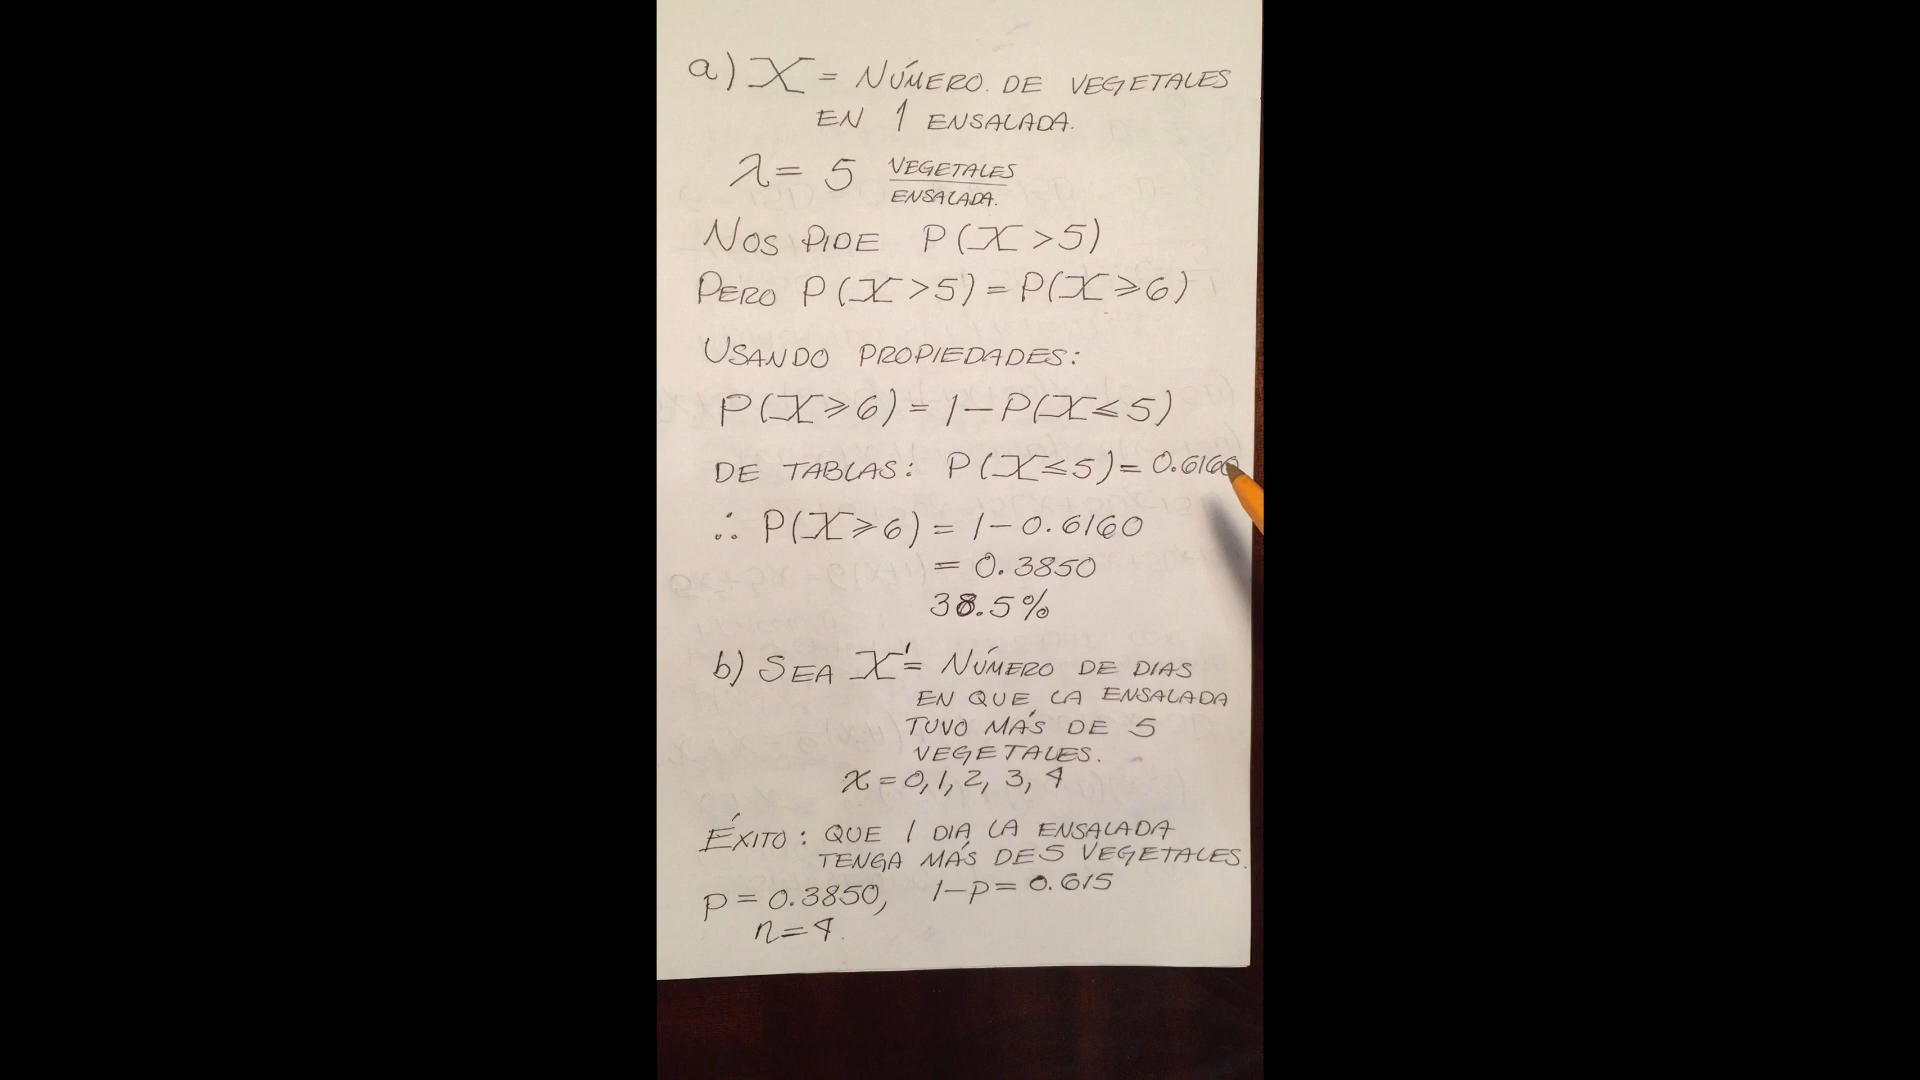 a) X = NÚMERO. DE VEGETALES
EN 1 ENSALADA.
λ = 5 VEGETALES
ENSALADA.
NOS PIDE P(X > 5)
PERO P(X > 5) = P(X ⩾ 6)
USANDO PROPIEDADES:
P(X ⩾ 6) = 1 - P(X ⩽ 5)
DE TABLAS: P(X ⩽ 5) = 0.6160
∴ P(X ⩾ 6) = 1 - 0.6160
= 0.3850
38.5%
b) SEA X' = NÚMERO DE DIAS
EN QUE LA ENSALADA
TUVO MÁS DE 5
VEGETALES.
x = 0, 1, 2, 3, 4
ÉXITO: QUE 1 DIA LA ENSALADA
TENGA MÁS DE 5 VEGETALES.
p = 0.3850, 1 - p = 0.615
n = 4.